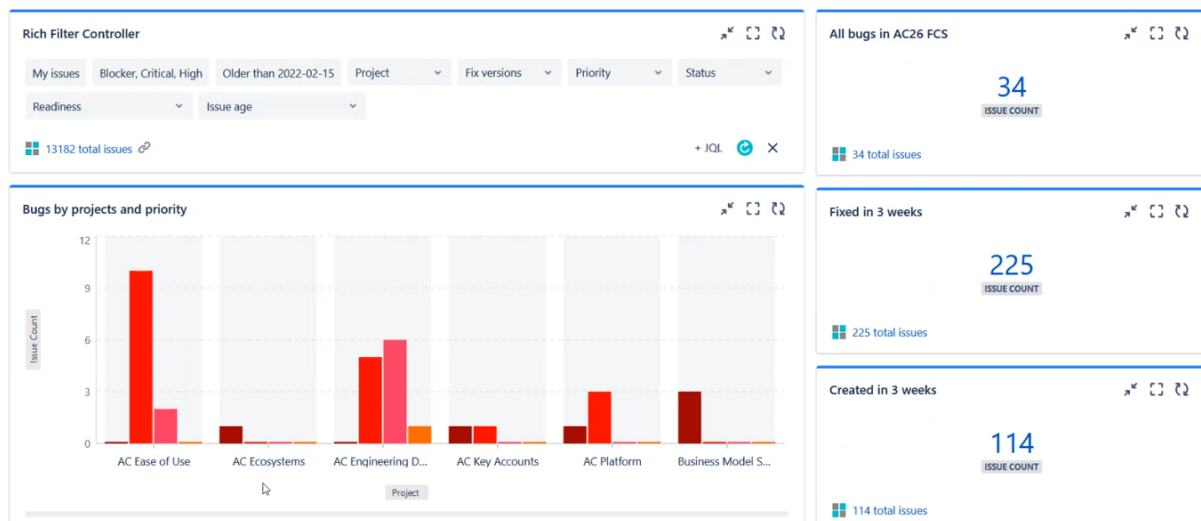 Rich Filter Controller
My issues Blocker, Critical, High Older than 2022-02-15 Project Fix versions Priority Status
Readiness Issue age
13182 total issues + JQL
Bugs by projects and priority
12
9
6
3
0
Issue Count
AC Ease of Use AC Ecosystems AC Engineering D... AC Key Accounts AC Platform Business Model S...
Project
All bugs in AC26 FCS
34
ISSUE COUNT
34 total issues
Fixed in 3 weeks
225
ISSUE COUNT
225 total issues
Created in 3 weeks
114
ISSUE COUNT
114 total issues